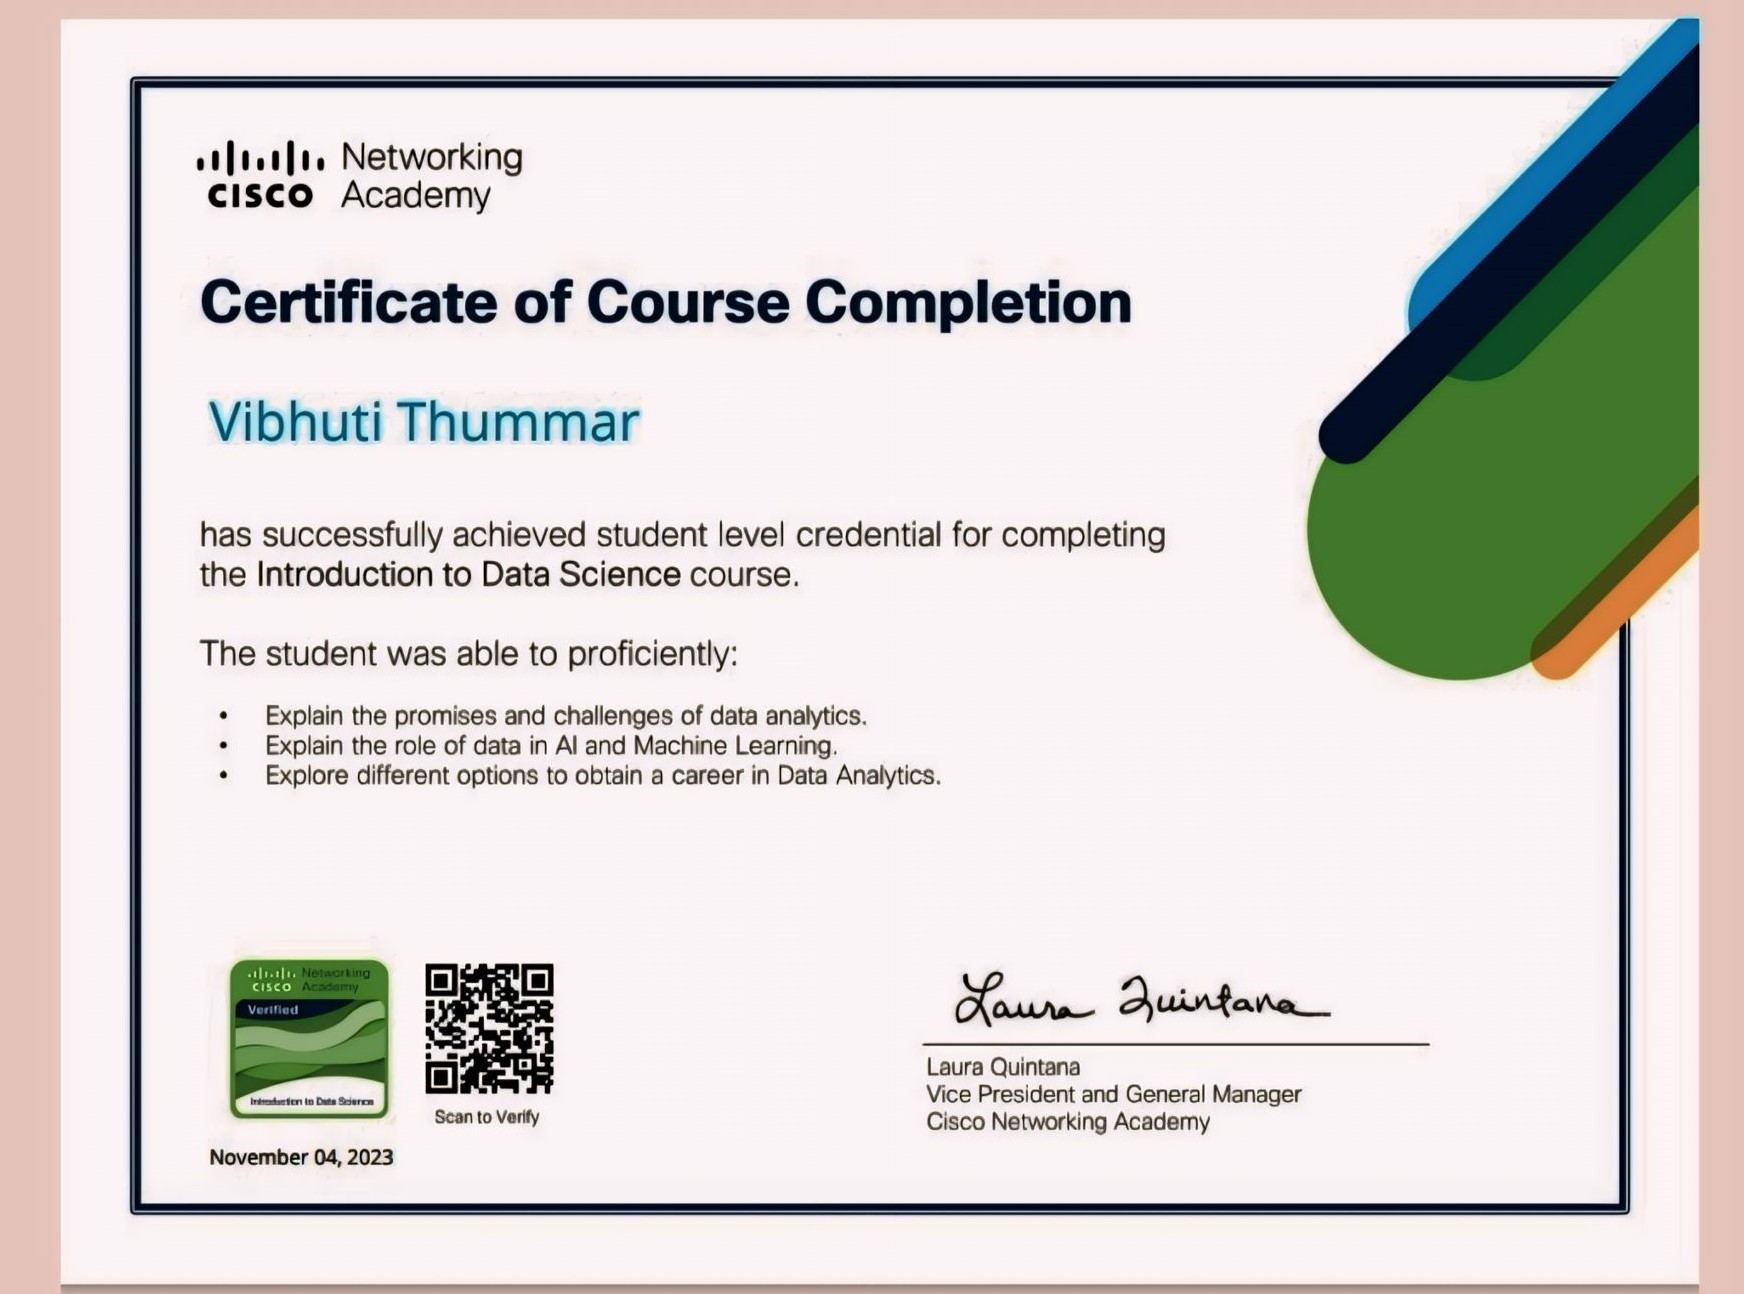 Networking
CISCO Academy
Certificate of Course Completion
Vibhuti Thummar
has successfully achieved student level credential for completing
the Introduction to Data Science course.
The student was able to proficiently:
• Explain the promises and challenges of data analytics.
• Explain the role of data in AI and Machine Learning.
• Explore different options to obtain a career in Data Analytics.
Networking
CISCO Academy
Verified
Introduction to Data Science
Scan to Verify
November 04, 2023
Laura Quintana
Laura Quintana
Vice President and General Manager
Cisco Networking Academy